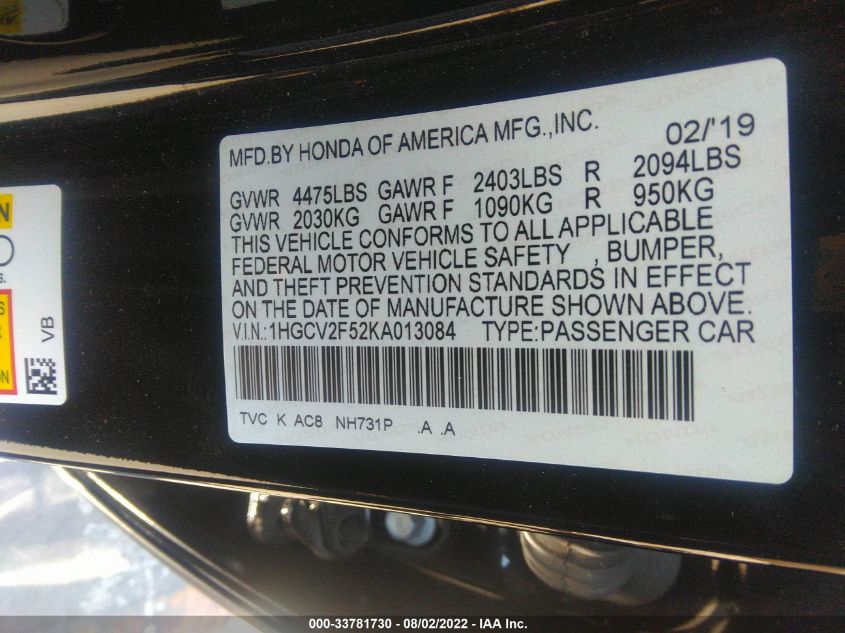 MFD.BY HONDA OF AMERICA MFG.,INC. 02/'19
GVWR 4475LBS GAWR F 2403LBS R 2094LBS
GVWR 2030KG GAWR F 1090KG R 950KG
THIS VEHICLE CONFORMS TO ALL APPLICABLE
FEDERAL MOTOR VEHICLE SAFETY , BUMPER,
AND THEFT PREVENTION STANDARDS IN EFFECT
ON THE DATE OF MANUFACTURE SHOWN ABOVE.
V.I.N.:1HGCV2F52KA013084 TYPE:PASSENGER CAR
TVC K AC8 NH731P .A .A
VB
000-33781730 - 08/02/2022 - IAA Inc.